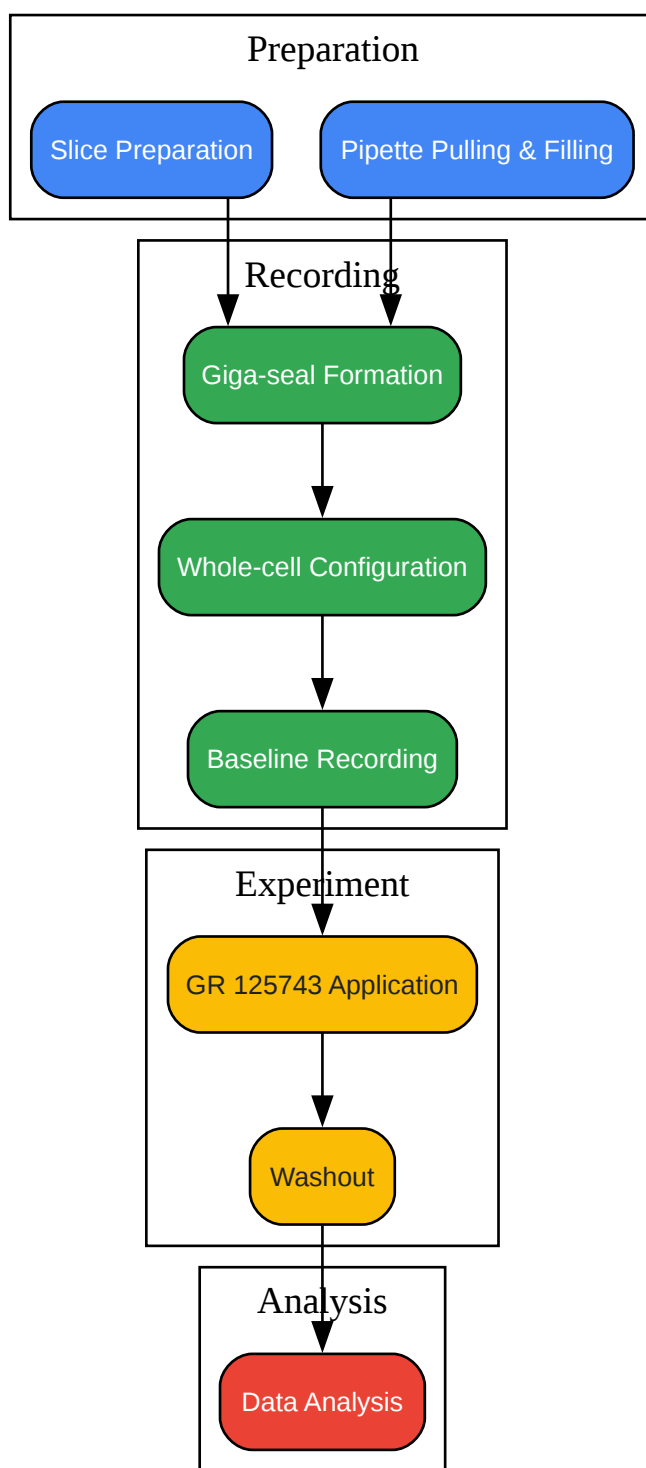 Preparation
Slice Preparation
Pipette Pulling & Filling
Recording
Giga-seal Formation
Whole-cell Configuration
Baseline Recording
Experiment
GR 125743 Application
Washout
Analysis
Data Analysis